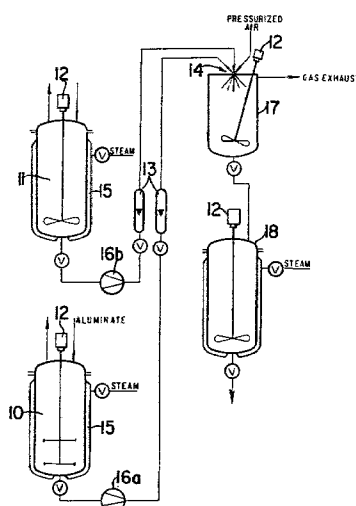 PRESSURIZED
AIR
12
14
GAS EXHAUS
17
V
12
11
V STEAM
15
13
V
V V
16b
12
18
V STEAM
V
12
ALUMINATE
V STEAM
10
15
V
16a